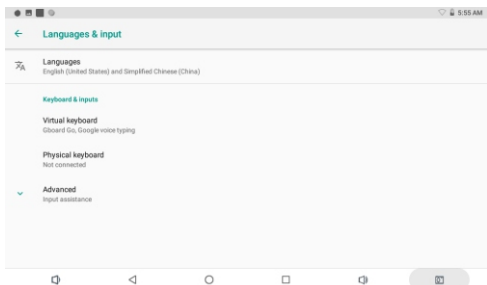 5:55 AM
Languages & input
Languages
English (United States) and Simplified Chinese (China)
Keyboard & inputs
Virtual keyboard
Gboard Go, Google voice typing
Physical keyboard
Not connected
Advanced
Input assistance